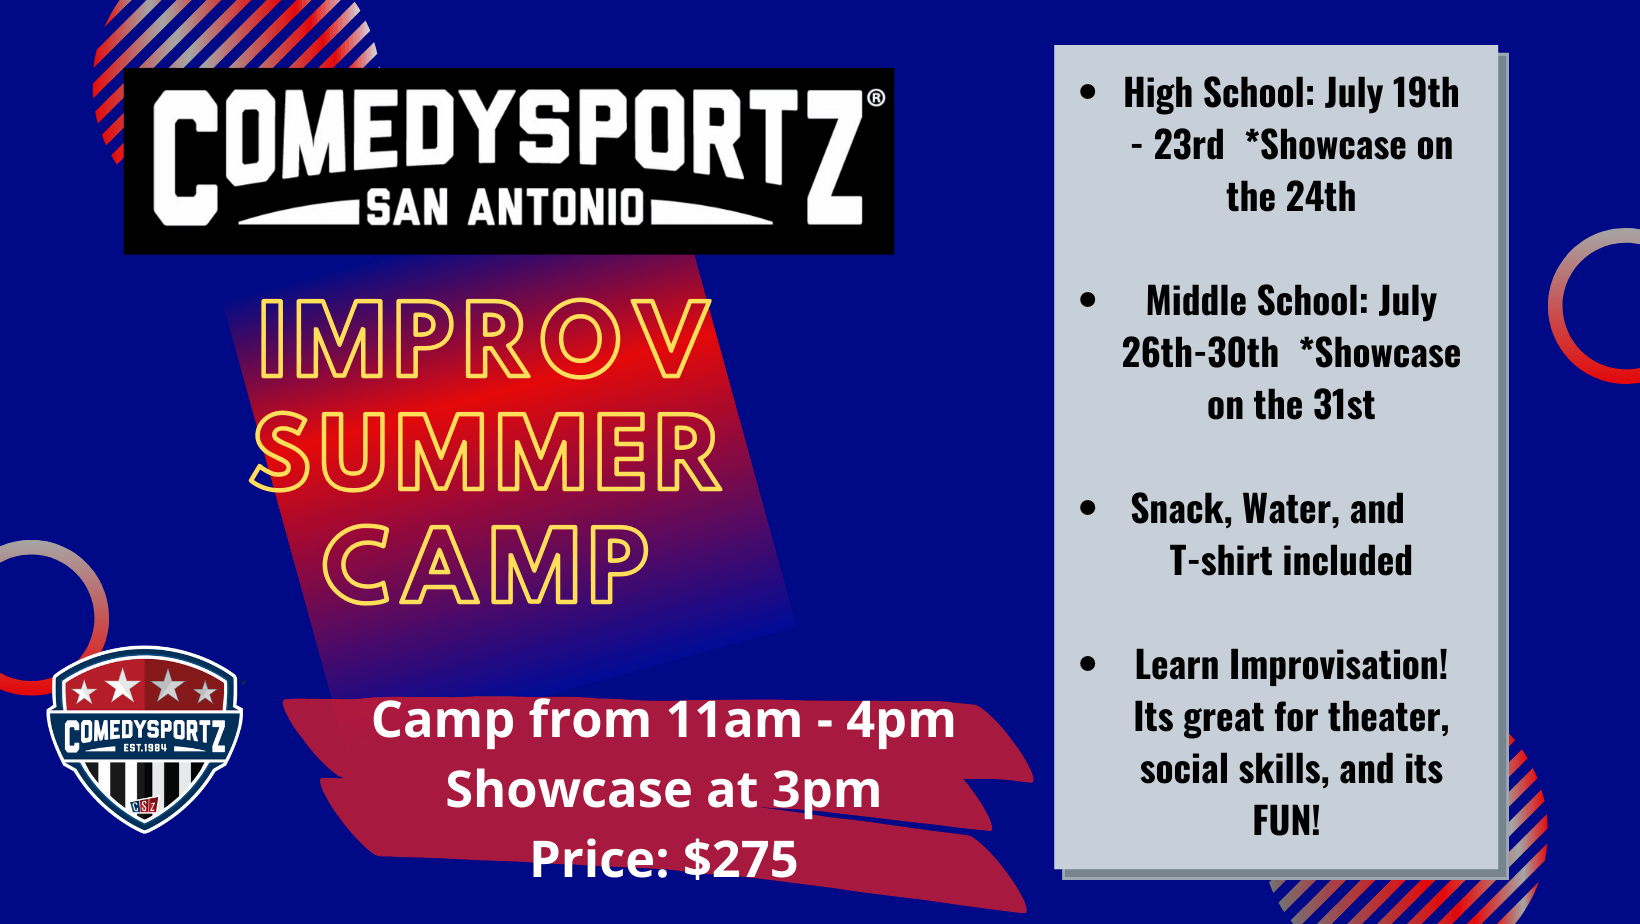 COMEDYSPORTZ®
SAN ANTONIO
IMPROV
SUMMER
CAMP
COMEDYSPORTZ
EST.1984
CSZ
Camp from 11am - 4pm
Showcase at 3pm
Price: $275
• High School: July 19th
- 23rd *Showcase on
the 24th
• Middle School: July
26th-30th *Showcase
on the 31st
• Snack, Water, and
T-shirt included
• Learn Improvisation!
Its great for theater,
social skills, and its
FUN!